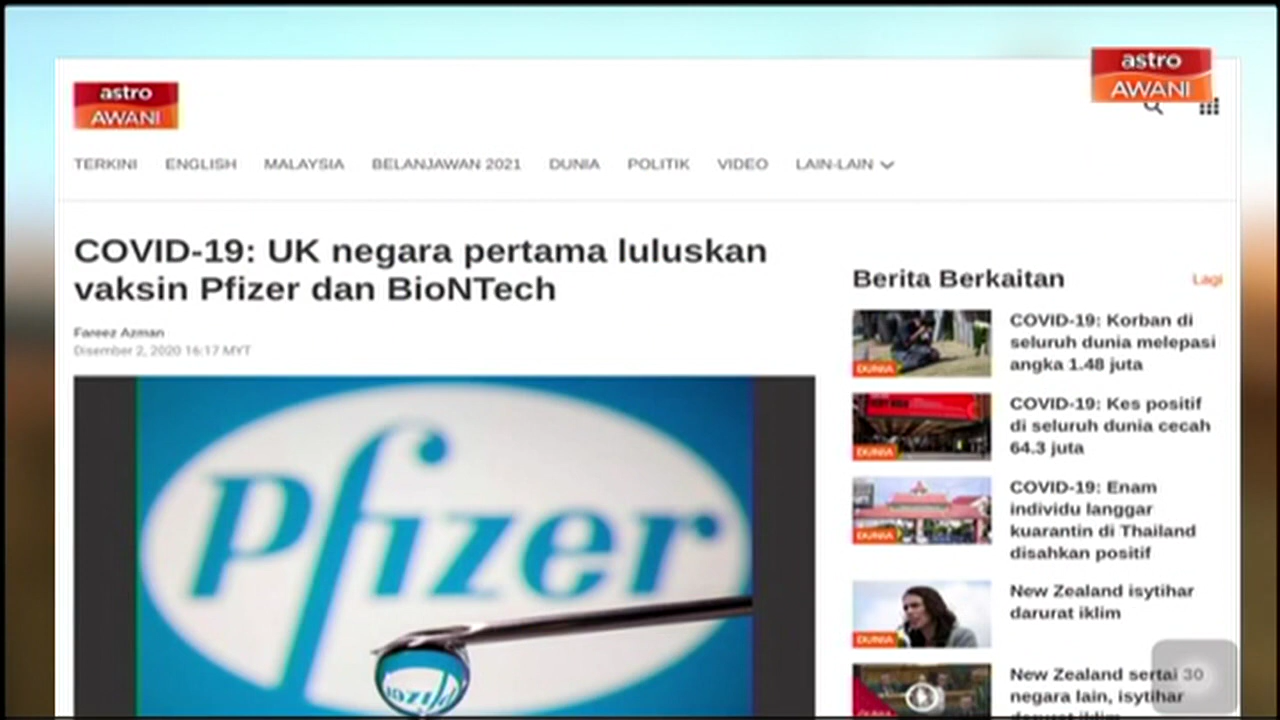 astro
AWANI
astro
AWANI
TERKINI ENGLISH MALAYSIA BELANJAWAN 2021 DUNIA POLITIK VIDEO LAIN-LAIN
COVID-19: UK negara pertama luluskan
vaksin Pfizer dan BioNTech
Fareez Azman
Disember 2, 2020 16:17 MYT
Pfizer
Berita Berkaitan
Lagi
DUNIA
COVID-19: Korban di
seluruh dunia melepasi
angka 1.48 juta
DUNIA
COVID-19: Kes positif
di seluruh dunia cecah
64.3 juta
DUNIA
COVID-19: Enam
individu langgar
kuarantin di Thailand
disahkan positif
DUNIA
New Zealand isytihar
darurat iklim
New Zealand sertai 30
negara lain, isytihar
darurat iklim